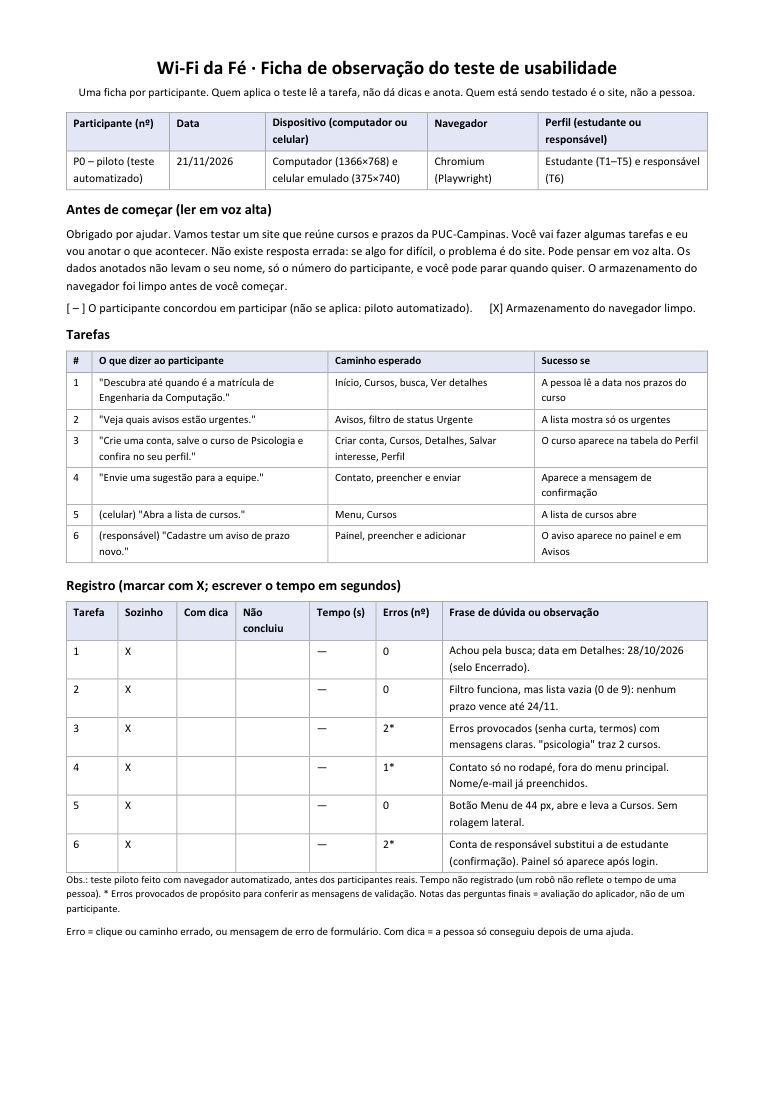 Wi-Fi da Fé · Ficha de observação do teste de usabilidade
Uma ficha por participante. Quem aplica o teste lê a tarefa, não dá dicas e anota. Quem está sendo testado é o site, não a pessoa.
Participante (nº) Data Dispositivo (computador ou celular) Navegador Perfil (estudante ou responsável)
P0 – piloto (teste automatizado) 21/11/2026 Computador (1366×768) e celular emulado (375×740) Chromium (Playwright) Estudante (T1–T5) e responsável (T6)
Antes de começar (ler em voz alta)
Obrigado por ajudar. Vamos testar um site que reúne cursos e prazos da PUC-Campinas. Você vai fazer algumas tarefas e eu
vou anotar o que acontecer. Não existe resposta errada: se algo for difícil, o problema é do site. Pode pensar em voz alta. Os
dados anotados não levam o seu nome, só o número do participante, e você pode parar quando quiser. O armazenamento do
navegador foi limpo antes de você começar.
[ – ] O participante concordou em participar (não se aplica: piloto automatizado). [X] Armazenamento do navegador limpo.
Tarefas
# O que dizer ao participante Caminho esperado Sucesso se
1 "Descubra até quando é a matrícula de Engenharia da Computação." Início, Cursos, busca, Ver detalhes A pessoa lê a data nos prazos do curso
2 "Veja quais avisos estão urgentes." Avisos, filtro de status Urgente A lista mostra só os urgentes
3 "Crie uma conta, salve o curso de Psicologia e confira no seu perfil." Criar conta, Cursos, Detalhes, Salvar interesse, Perfil O curso aparece na tabela do Perfil
4 "Envie uma sugestão para a equipe." Contato, preencher e enviar Aparece a mensagem de confirmação
5 (celular) "Abra a lista de cursos." Menu, Cursos A lista de cursos abre
6 (responsável) "Cadastre um aviso de prazo novo." Painel, preencher e adicionar O aviso aparece no painel e em Avisos
Registro (marcar com X; escrever o tempo em segundos)
Tarefa Sozinho Com dica Não concluiu Tempo (s) Erros (nº) Frase de dúvida ou observação
1 X — 0 Achou pela busca; data em Detalhes: 28/10/2026 (selo Encerrado).
2 X — 0 Filtro funciona, mas lista vazia (0 de 9): nenhum prazo vence até 24/11.
3 X — 2* Erros provocados (senha curta, termos) com mensagens claras. "psicologia" traz 2 cursos.
4 X — 1* Contato só no rodapé, fora do menu principal. Nome/e-mail já preenchidos.
5 X — 0 Botão Menu de 44 px, abre e leva a Cursos. Sem rolagem lateral.
6 X — 2* Conta de responsável substitui a de estudante (confirmação). Painel só aparece após login.
Obs.: teste piloto feito com navegador automatizado, antes dos participantes reais. Tempo não registrado (um robô não reflete o tempo de uma
pessoa). * Erros provocados de propósito para conferir as mensagens de validação. Notas das perguntas finais = avaliação do aplicador, não de um
participante.
Erro = clique ou caminho errado, ou mensagem de erro de formulário. Com dica = a pessoa só conseguiu depois de uma ajuda.